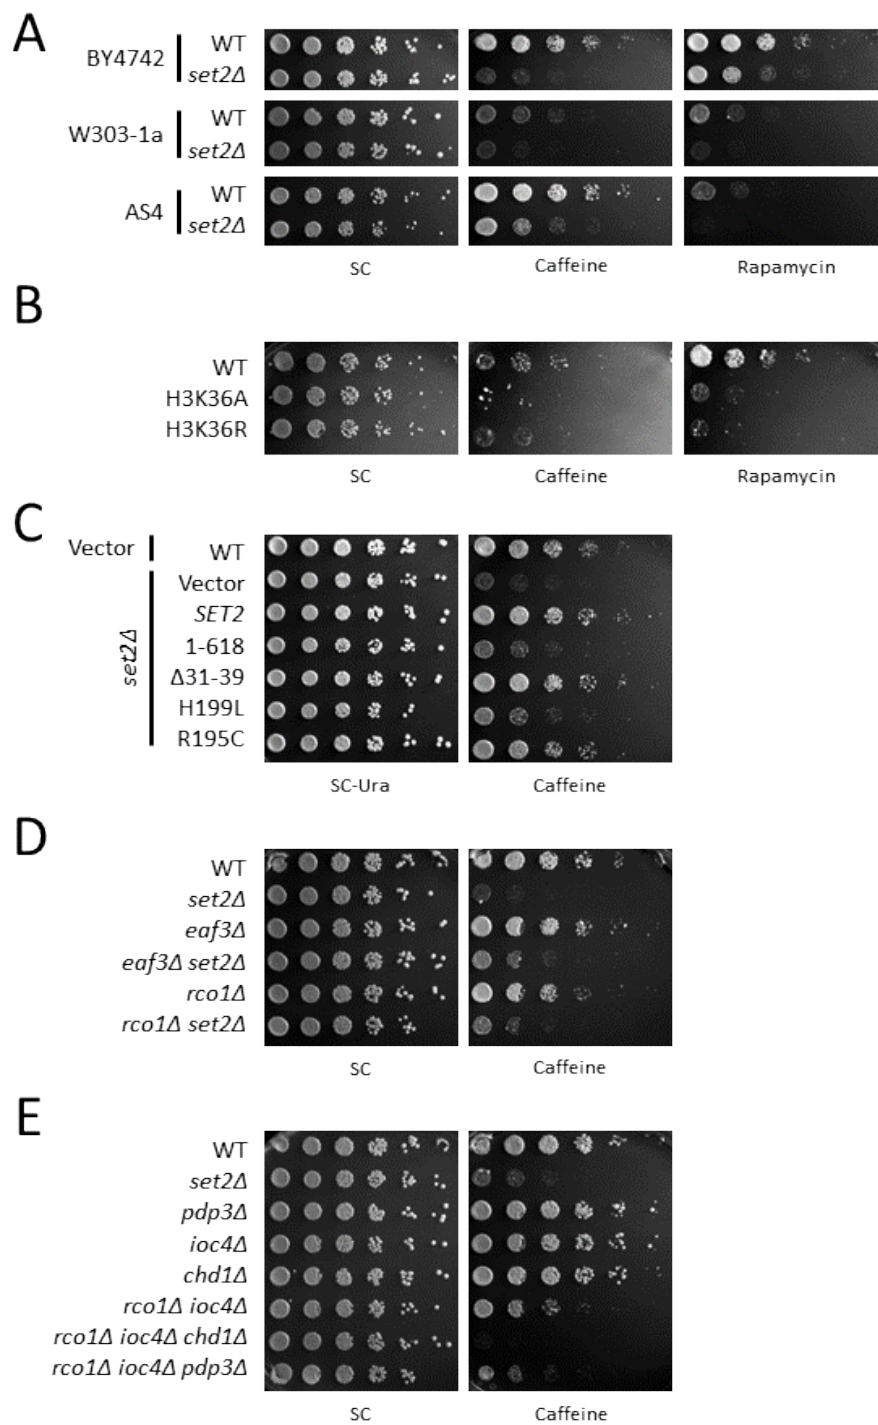 A
BY4742
WT
set2Δ
W303-1a
WT
set2Δ
AS4
WT
set2Δ
SC
Caffeine
Rapamycin
B
WT
H3K36A
H3K36R
SC
Caffeine
Rapamycin
C
Vector
WT
set2Δ
Vector
SET2
1-618
Δ31-39
H199L
R195C
SC-Ura
Caffeine
D
WT
set2Δ
eaf3Δ
eaf3Δ set2Δ
rco1Δ
rco1Δ set2Δ
SC
Caffeine
E
WT
set2Δ
pdp3Δ
ioc4Δ
chd1Δ
rco1Δ ioc4Δ
rco1Δ ioc4Δ chd1Δ
rco1Δ ioc4Δ pdp3Δ
SC
Caffeine